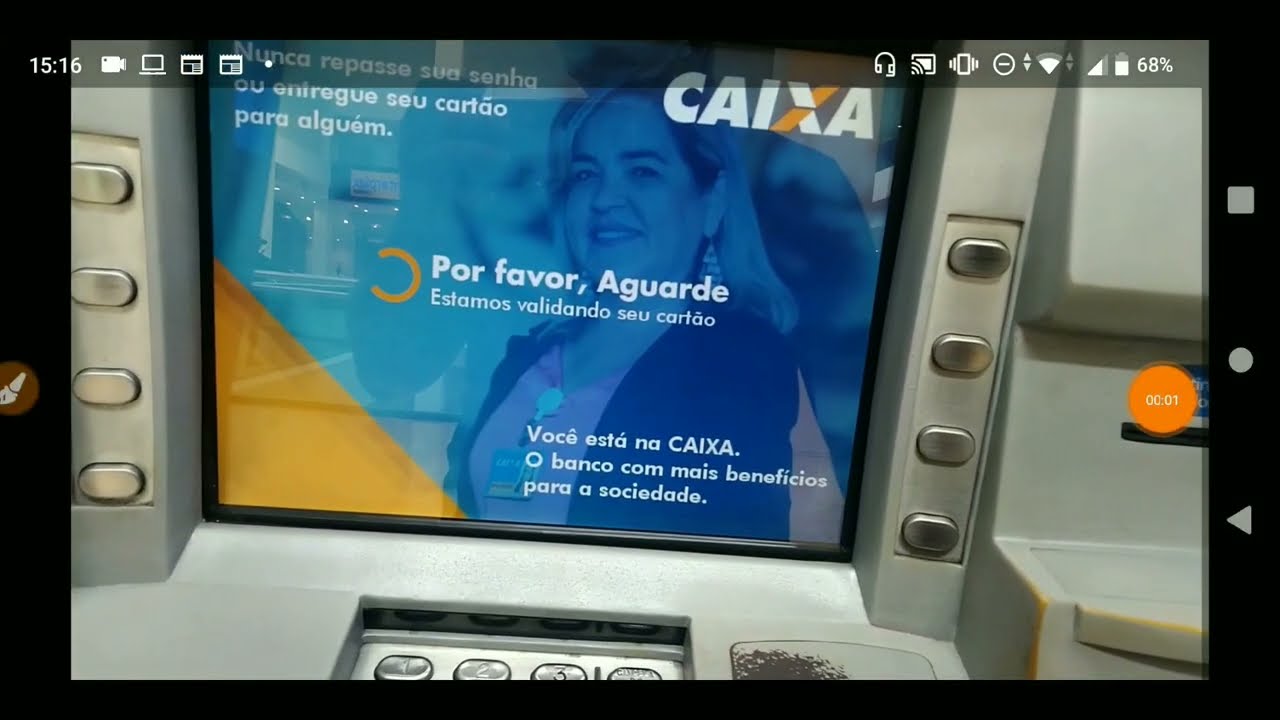 15:16
68%
Nunca repasse sua senha
ou entregue seu cartão
para alguém.
CAIXA
Por favor, Aguarde
Estamos validando seu cartão
00:01
Você está na CAIXA.
O banco com mais benefícios
para a sociedade.
1 2 3